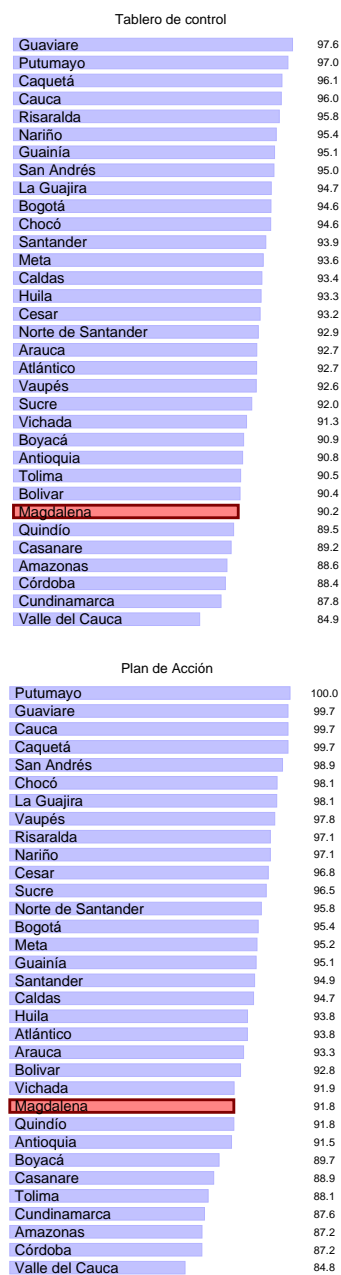 Tablero de control
Guaviare 97.6
Putumayo 97.0
Caquetá 96.1
Cauca 96.0
Risaralda 95.8
Nariño 95.4
Guainía 95.1
San Andrés 95.0
La Guajira 94.7
Bogotá 94.6
Chocó 94.6
Santander 93.9
Meta 93.6
Caldas 93.4
Huila 93.3
Cesar 93.2
Norte de Santander 92.9
Arauca 92.7
Atlántico 92.7
Vaupés 92.6
Sucre 92.0
Vichada 91.3
Boyacá 90.9
Antioquia 90.8
Tolima 90.5
Bolivar 90.4
Magdalena 90.2
Quindío 89.5
Casanare 89.2
Amazonas 88.6
Córdoba 88.4
Cundinamarca 87.8
Valle del Cauca 84.9
Plan de Acción
Putumayo 100.0
Guaviare 99.7
Cauca 99.7
Caquetá 99.7
San Andrés 98.9
Chocó 98.1
La Guajira 98.1
Vaupés 97.8
Risaralda 97.1
Nariño 97.1
Cesar 96.8
Sucre 96.5
Norte de Santander 95.8
Bogotá 95.4
Meta 95.2
Guainía 95.1
Santander 94.9
Caldas 94.7
Huila 93.8
Atlántico 93.8
Arauca 93.3
Bolivar 92.8
Vichada 91.9
Magdalena 91.8
Quindío 91.8
Antioquia 91.5
Boyacá 89.7
Casanare 88.9
Tolima 88.1
Cundinamarca 87.6
Amazonas 87.2
Córdoba 87.2
Valle del Cauca 84.8